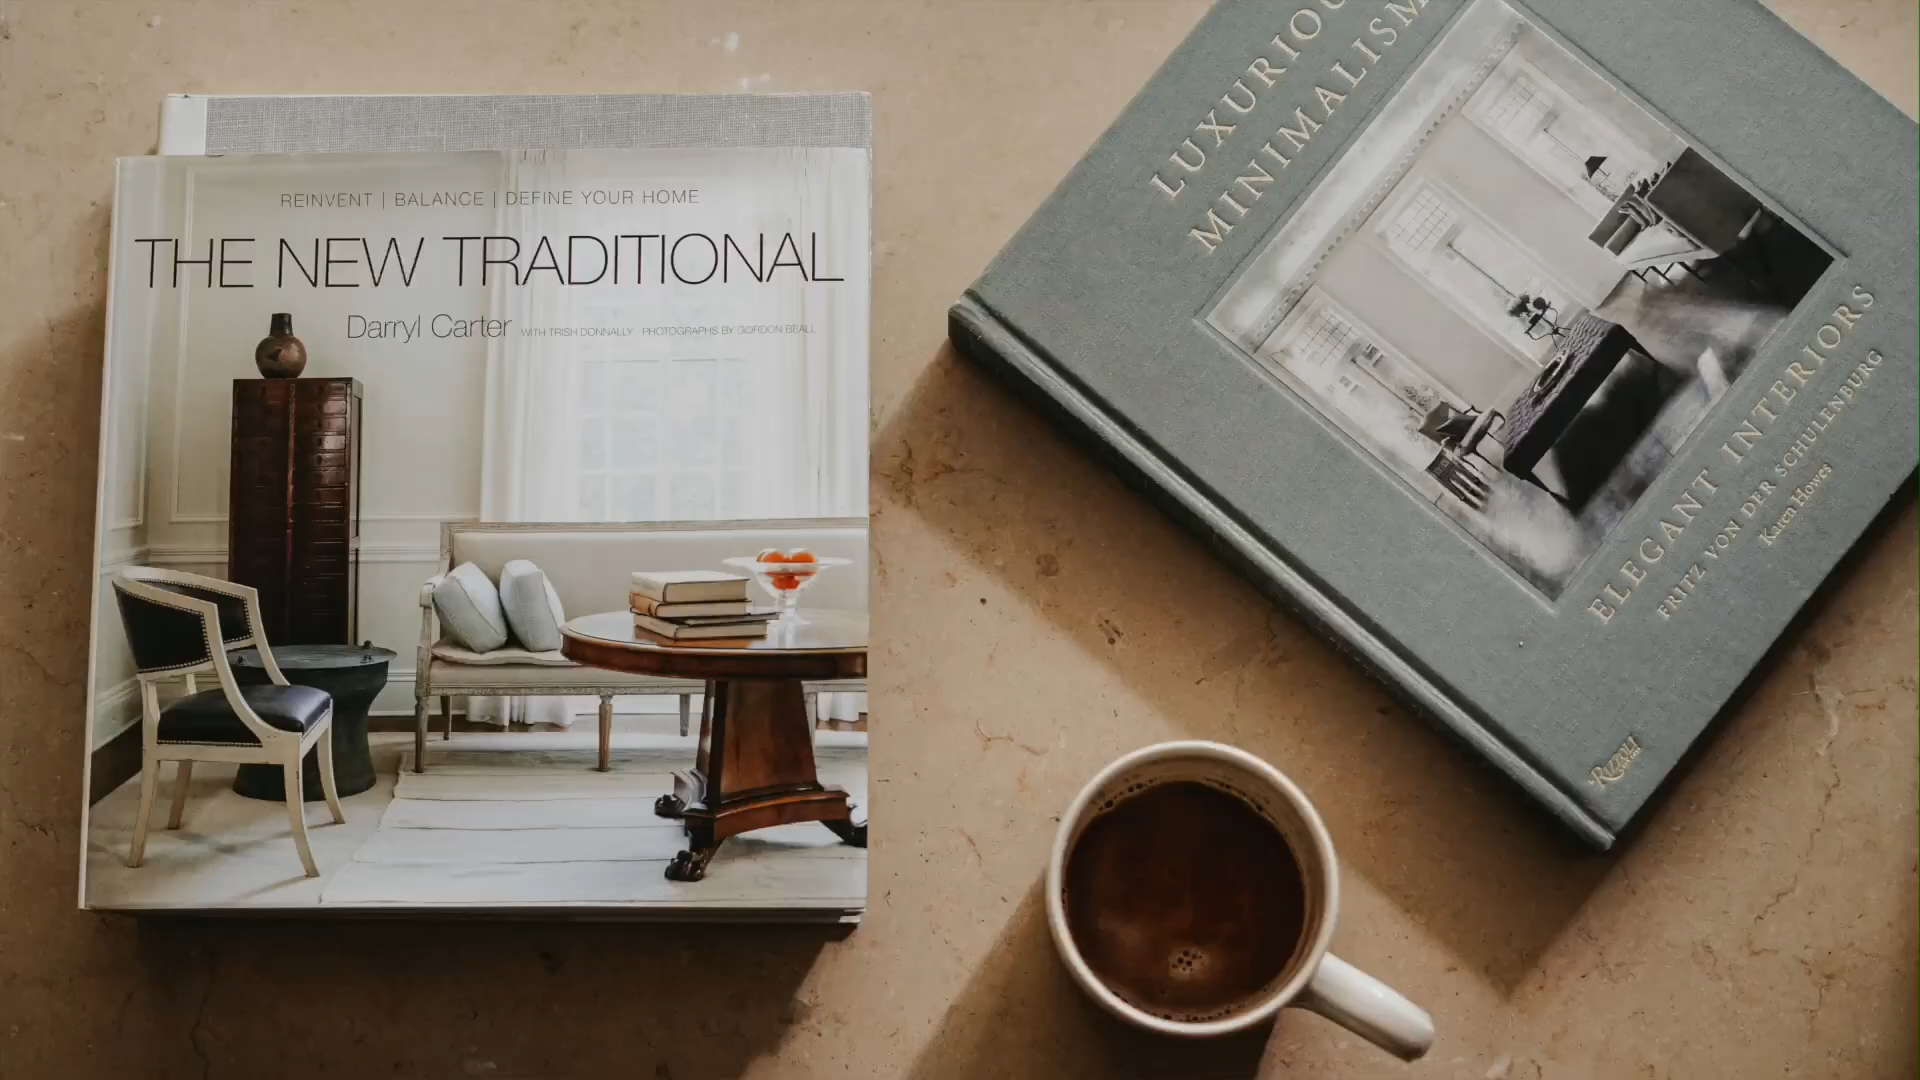 REINVENT | BALANCE | DEFINE YOUR HOME
THE NEW TRADITIONAL
Darryl Carter WITH TRISH DONNALLY PHOTOGRAPHS BY GORDON BEALL
LUXURIOU
MINIMALISM
ELEGANT INTERIORS
FRITZ VON DER SCHULENBURG
Karen Howes
RIZZOLI